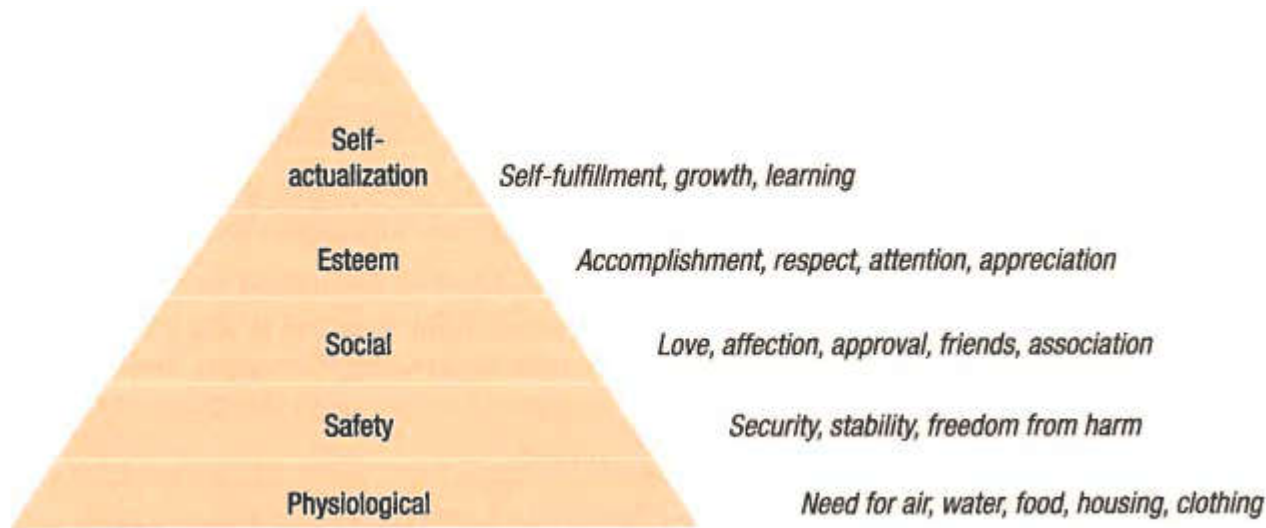 Self-
actualization
Self-fulfillment, growth, learning
Esteem
Accomplishment, respect, attention, appreciation
Social
Love, affection, approval, friends, association
Safety
Security, stability, freedom from harm
Physiological
Need for air, water, food, housing, clothing